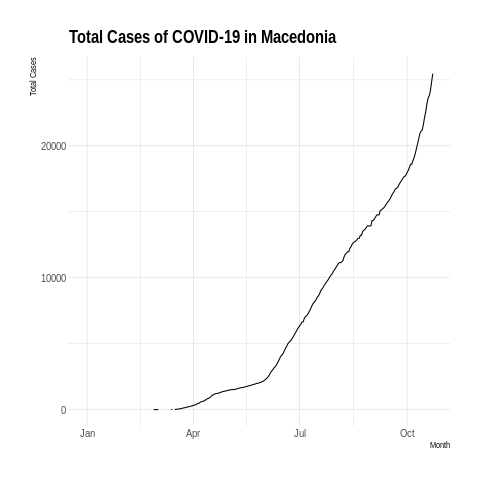 Total Cases of COVID-19 in Macedonia
Total Cases
20000
10000
0
Jan Apr Jul Oct
Month